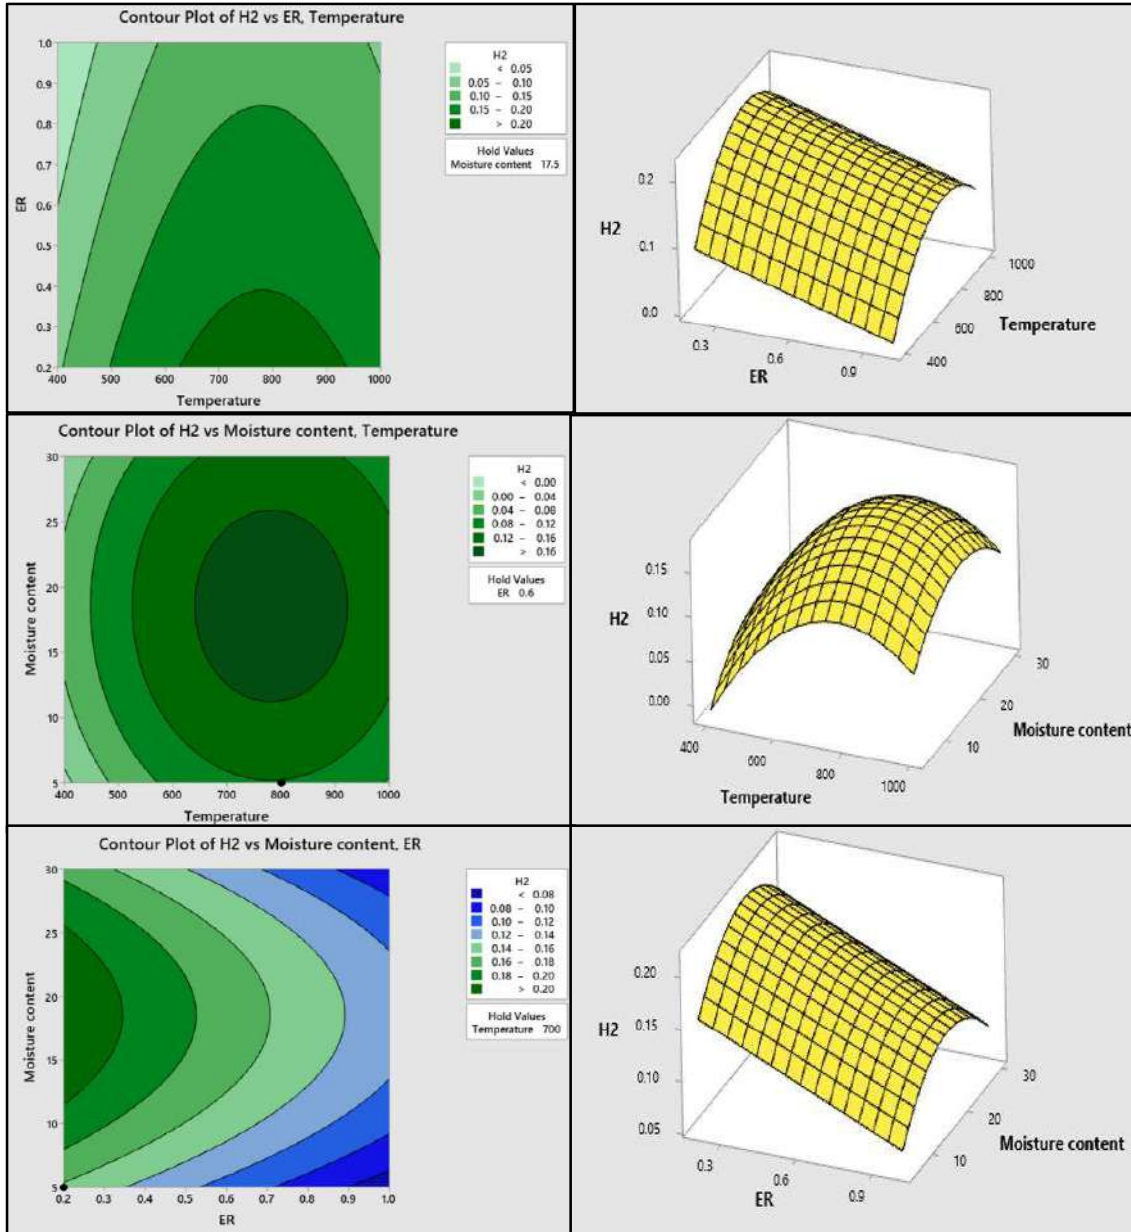 Contour Plot of H2 vs ER, Temperature
H2
< 0.05
0.05 – 0.10
0.10 – 0.15
0.15 – 0.20
> 0.20
Hold Values
Moisture content 17.5
1.0
0.9
0.8
0.7
0.6
0.5
0.4
0.3
0.2
ER
400 500 600 700 800 900 1000
Temperature
H2
0.2
0.1
0.0
0.3 0.6 0.9
ER
400
600
800
1000
Temperature
Contour Plot of H2 vs Moisture content, Temperature
H2
< 0.00
0.00 – 0.04
0.04 – 0.08
0.08 – 0.12
0.12 – 0.16
> 0.16
Hold Values
ER 0.6
30
25
20
15
10
5
Moisture content
400 500 600 700 800 900 1000
Temperature
H2
0.15
0.10
0.05
0.00
400 600 800 1000
Temperature
10
20
30
Moisture content
Contour Plot of H2 vs Moisture content, ER
H2
< 0.08
0.08 – 0.10
0.10 – 0.12
0.12 – 0.14
0.14 – 0.16
0.16 – 0.18
0.18 – 0.20
> 0.20
Hold Values
Temperature 700
30
25
20
15
10
5
Moisture content
0.2 0.3 0.4 0.5 0.6 0.7 0.8 0.9 1.0
ER
H2
0.20
0.15
0.10
0.05
0.3 0.6 0.9
ER
10
20
30
Moisture content